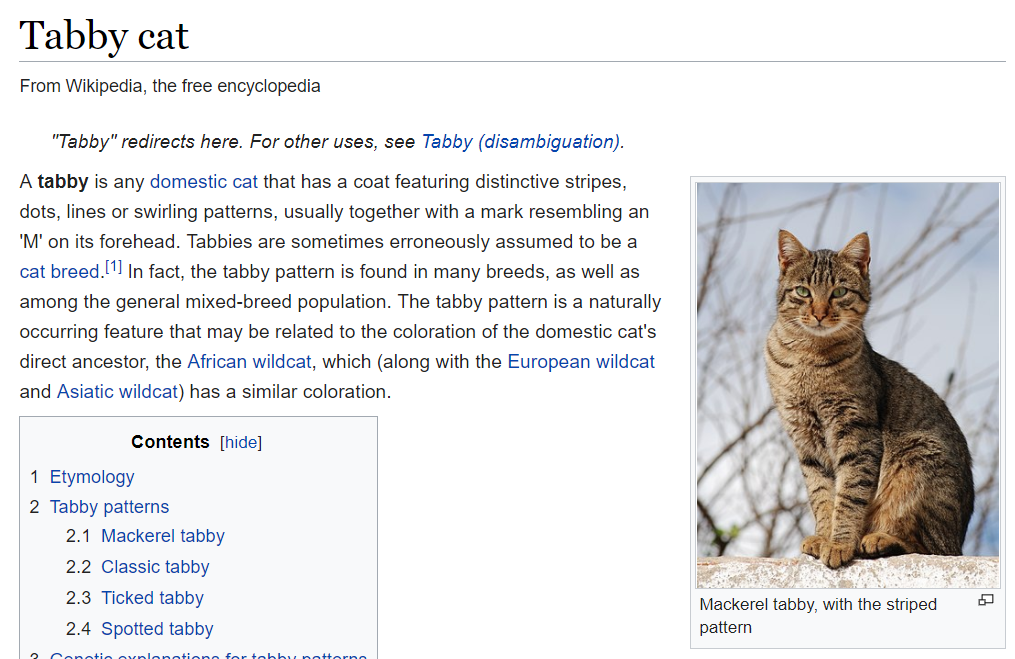 Tabby cat
From Wikipedia, the free encyclopedia
"Tabby" redirects here. For other uses, see Tabby (disambiguation).
A tabby is any domestic cat that has a coat featuring distinctive stripes,
dots, lines or swirling patterns, usually together with a mark resembling an
'M' on its forehead. Tabbies are sometimes erroneously assumed to be a
cat breed.[1] In fact, the tabby pattern is found in many breeds, as well as
among the general mixed-breed population. The tabby pattern is a naturally
occurring feature that may be related to the coloration of the domestic cat's
direct ancestor, the African wildcat, which (along with the European wildcat
and Asiatic wildcat) has a similar coloration.
Mackerel tabby, with the striped
pattern
Contents [hide]
1 Etymology
2 Tabby patterns
2.1 Mackerel tabby
2.2 Classic tabby
2.3 Ticked tabby
2.4 Spotted tabby
3 Genetic explanations for tabby patterns